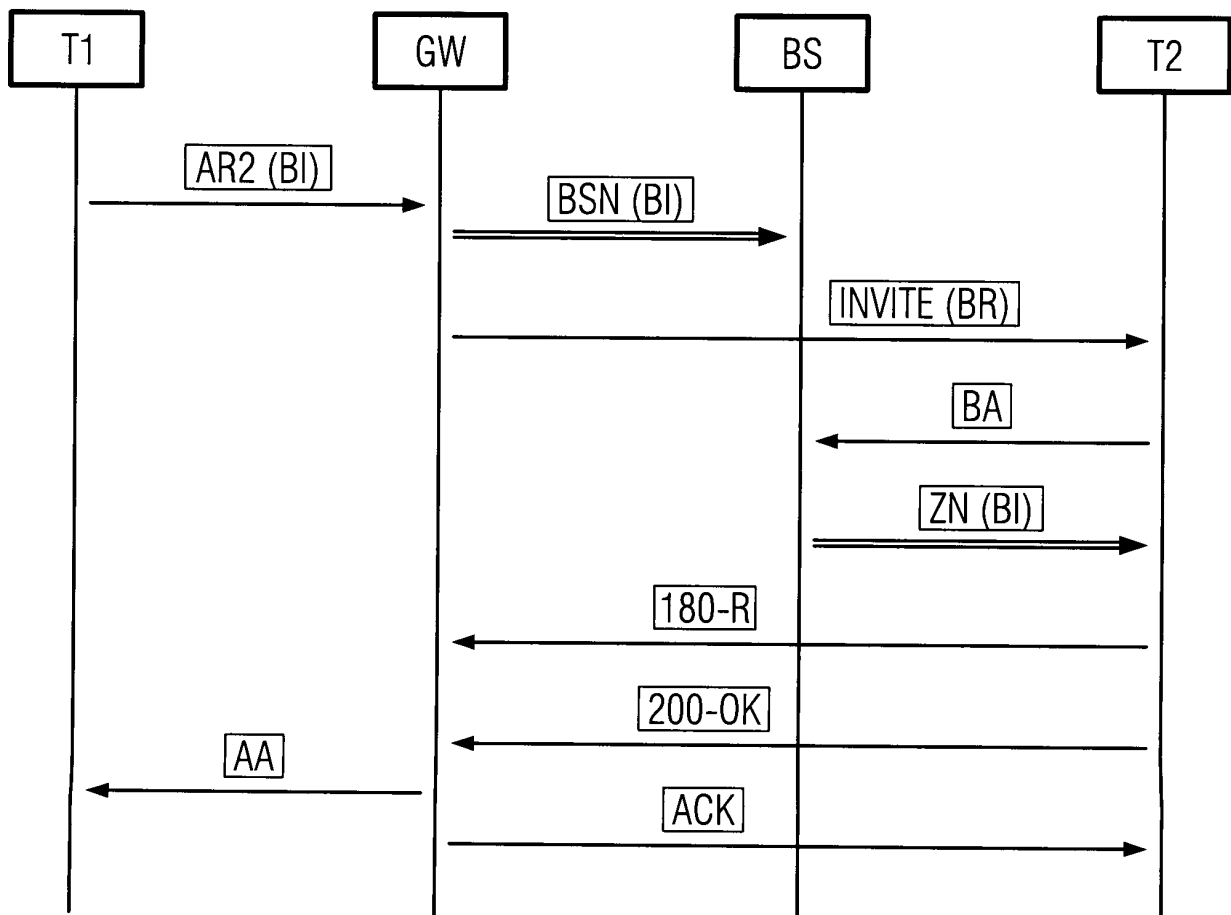 T1
GW
BS
T2
AR2 (BI)
BSN (BI)
INVITE (BR)
BA
ZN (BI)
180-R
200-OK
AA
ACK